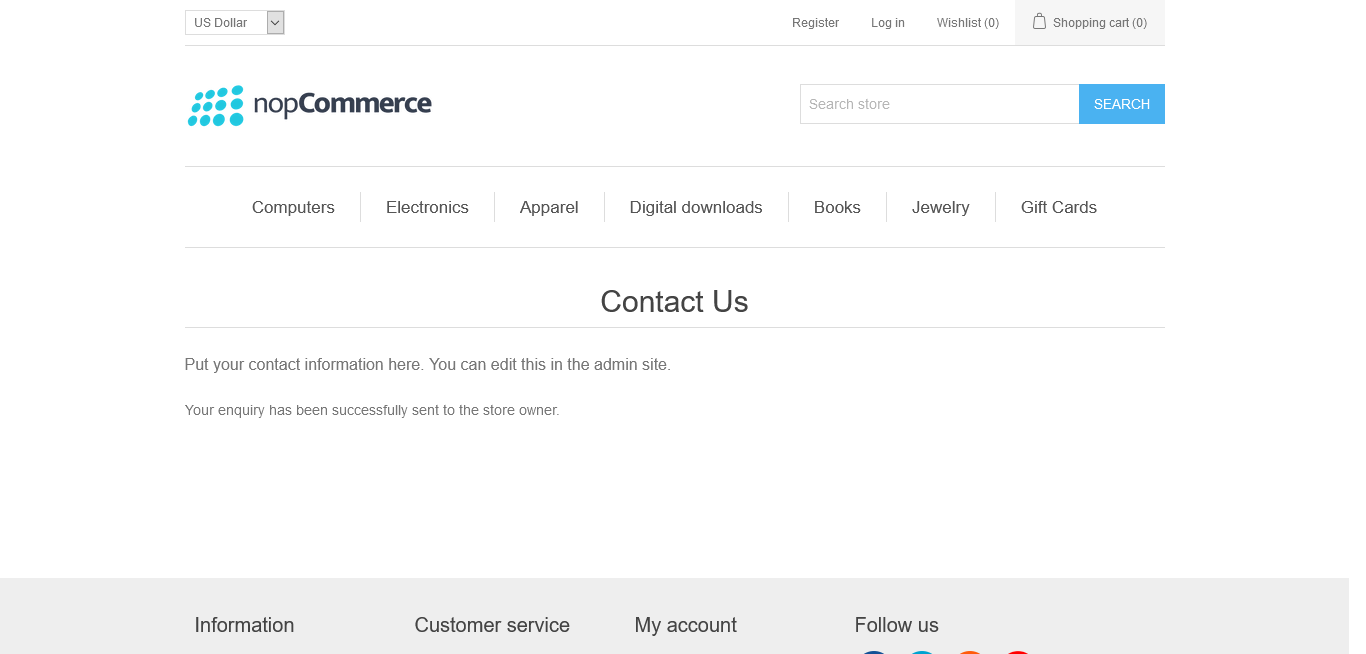 US Dollar
Register
Log in
Wishlist (0)
Shopping cart (0)
nopCommerce
Search store
SEARCH
Computers
Electronics
Apparel
Digital downloads
Books
Jewelry
Gift Cards
Contact Us
Put your contact information here. You can edit this in the admin site.
Your enquiry has been successfully sent to the store owner.
Information
Customer service
My account
Follow us